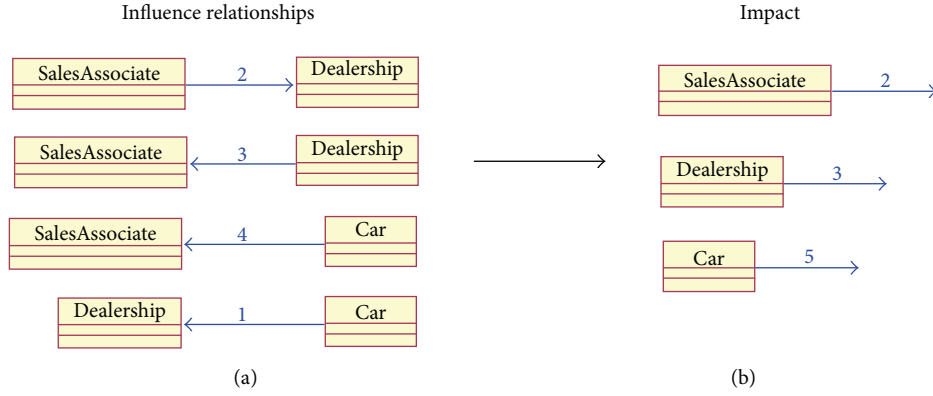 Influence relationships
SalesAssociate
2
Dealership
SalesAssociate
3
Dealership
SalesAssociate
4
Car
Dealership
1
Car
(a)
Impact
SalesAssociate
2
Dealership
3
Car
5
(b)